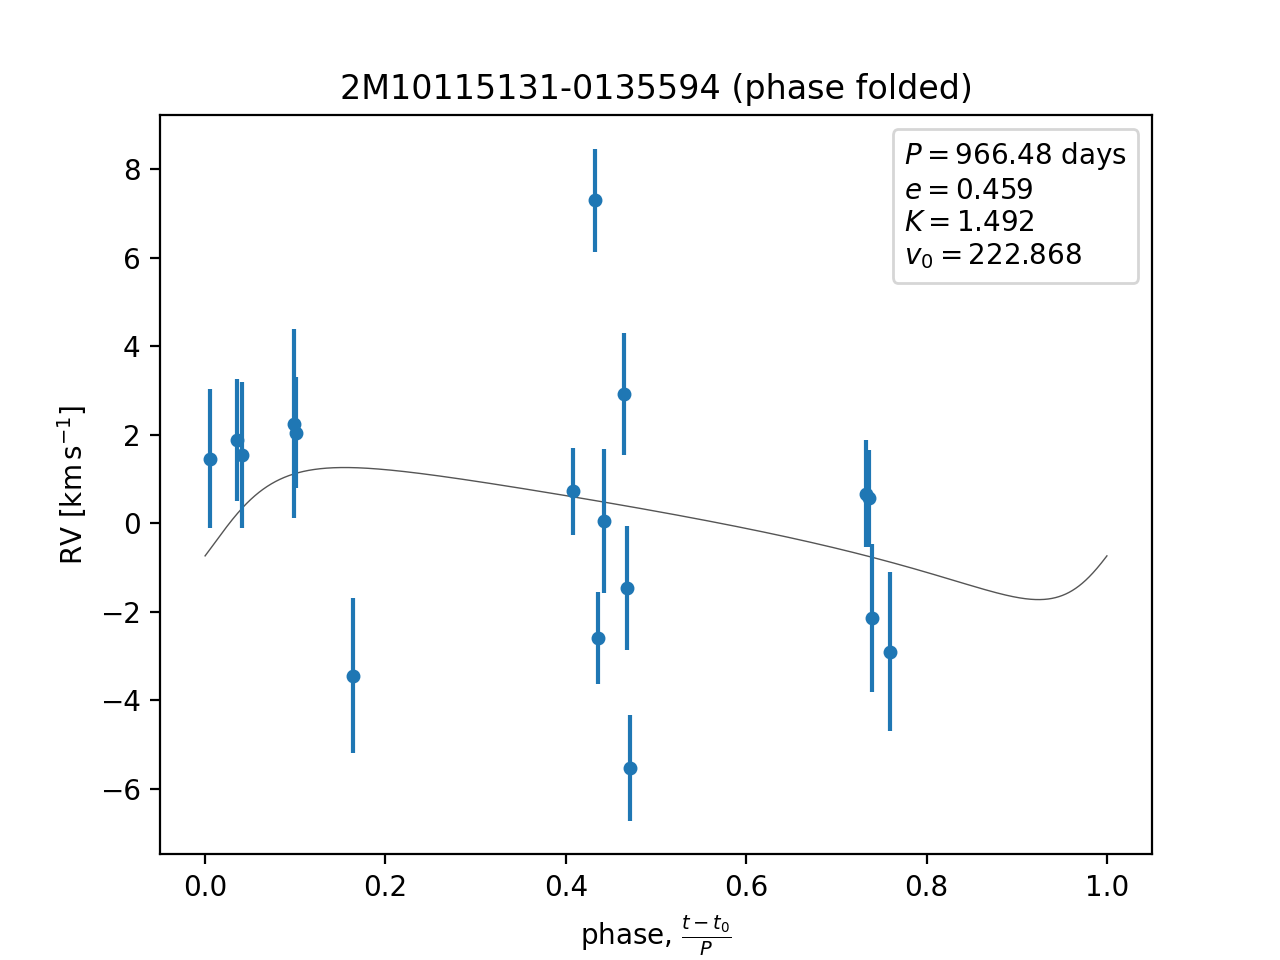 2M10115131-0135594 (phase folded)
P = 966.48 days
e = 0.459
K = 1.492
v₀ = 222.868
RV [km s⁻¹]
8
6
4
2
0
−2
−4
−6
0.0 0.2 0.4 0.6 0.8 1.0
phase, (t − t₀)/P